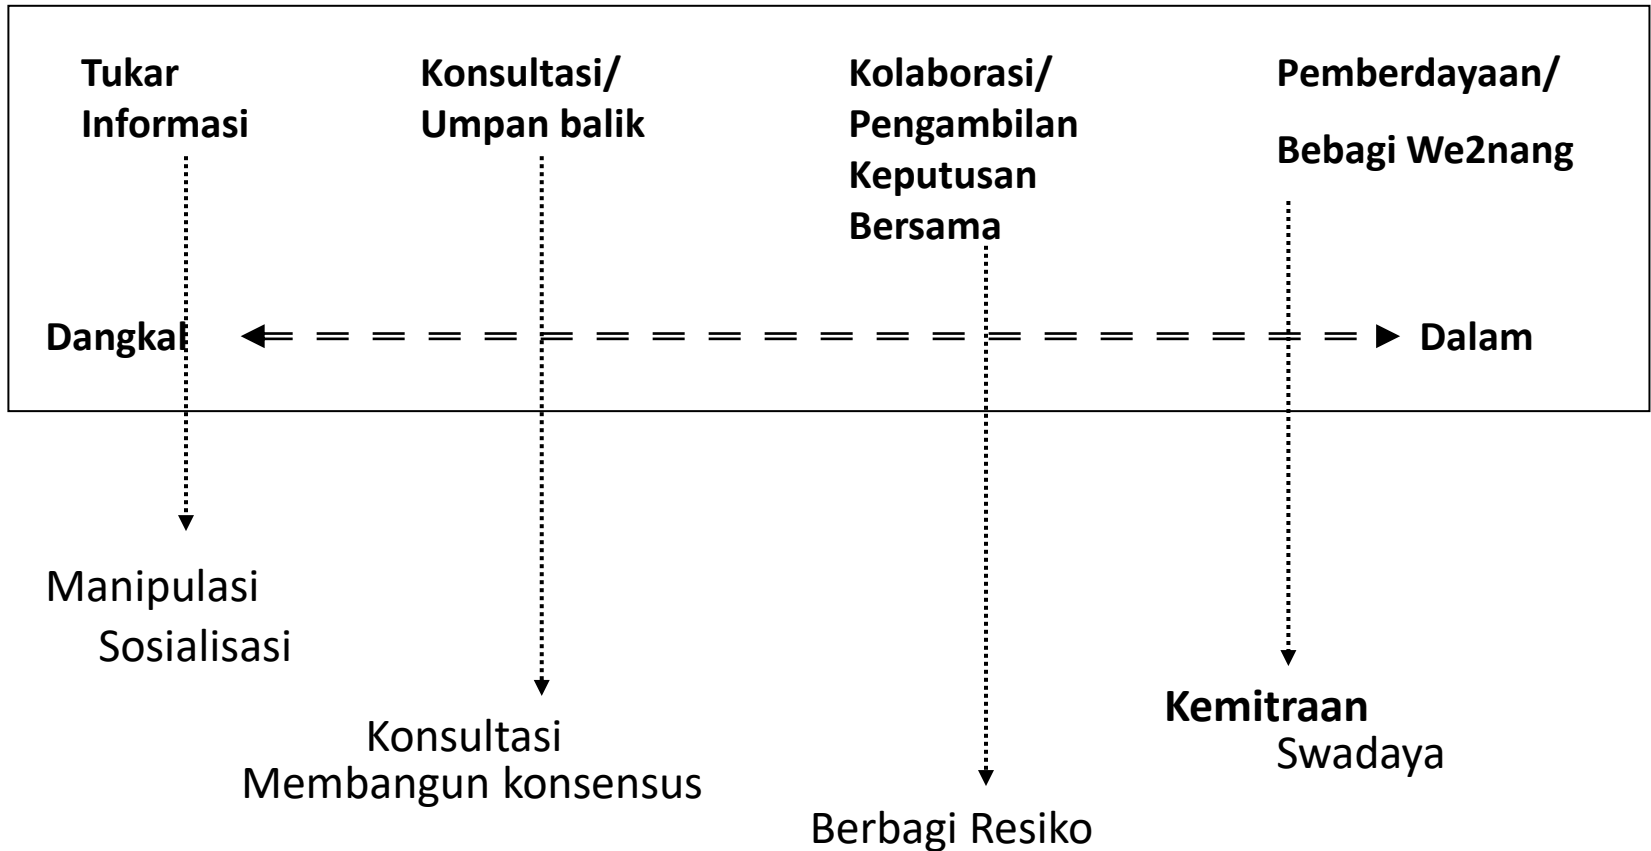 Tukar
Informasi
Konsultasi/
Umpan balik
Kolaborasi/
Pengambilan
Keputusan
Bersama
Pemberdayaan/
Bebagi We2nang
Dangkal
Dalam
Manipulasi
Sosialisasi
Konsultasi
Membangun konsensus
Berbagi Resiko
Kemitraan
Swadaya